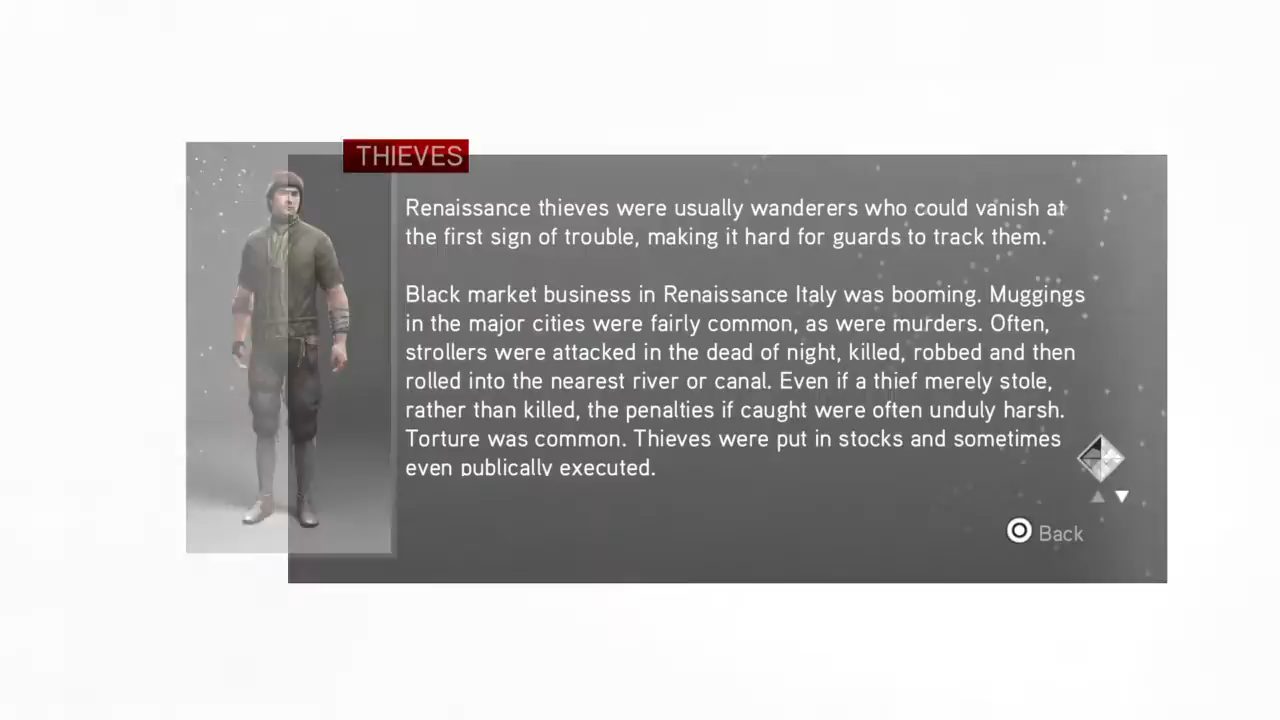 THIEVES
Renaissance thieves were usually wanderers who could vanish at
the first sign of trouble, making it hard for guards to track them.
Black market business in Renaissance Italy was booming. Muggings
in the major cities were fairly common, as were murders. Often,
strollers were attacked in the dead of night, killed, robbed and then
rolled into the nearest river or canal. Even if a thief merely stole,
rather than killed, the penalties if caught were often unduly harsh.
Torture was common. Thieves were put in stocks and sometimes
even publically executed.
Back